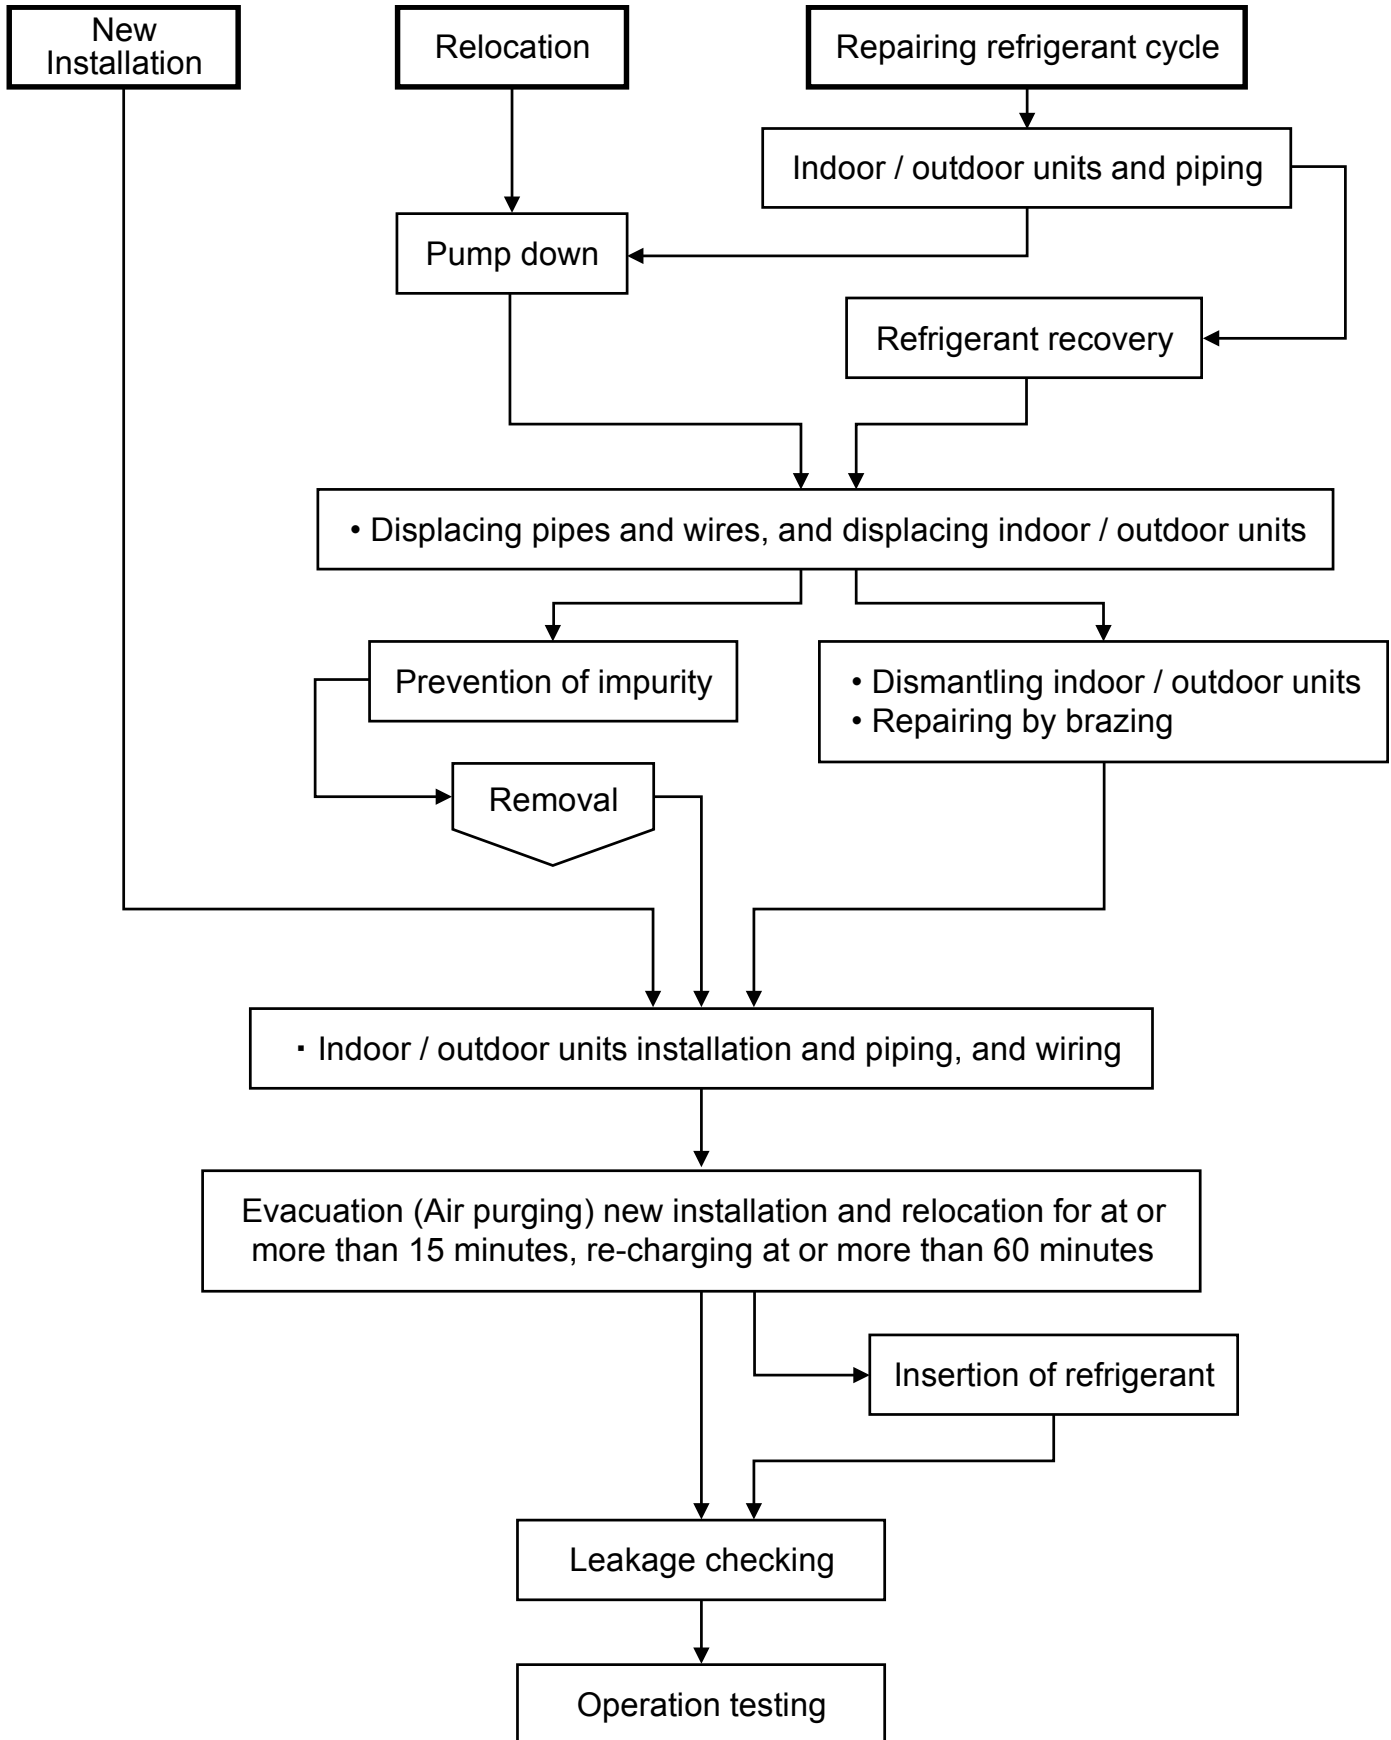 New
Installation
Relocation
Repairing refrigerant cycle
Indoor / outdoor units and piping
Pump down
Refrigerant recovery
• Displacing pipes and wires, and displacing indoor / outdoor units
Prevention of impurity
• Dismantling indoor / outdoor units
• Repairing by brazing
Removal
· Indoor / outdoor units installation and piping, and wiring
Evacuation (Air purging) new installation and relocation for at or
more than 15 minutes, re-charging at or more than 60 minutes
Insertion of refrigerant
Leakage checking
Operation testing